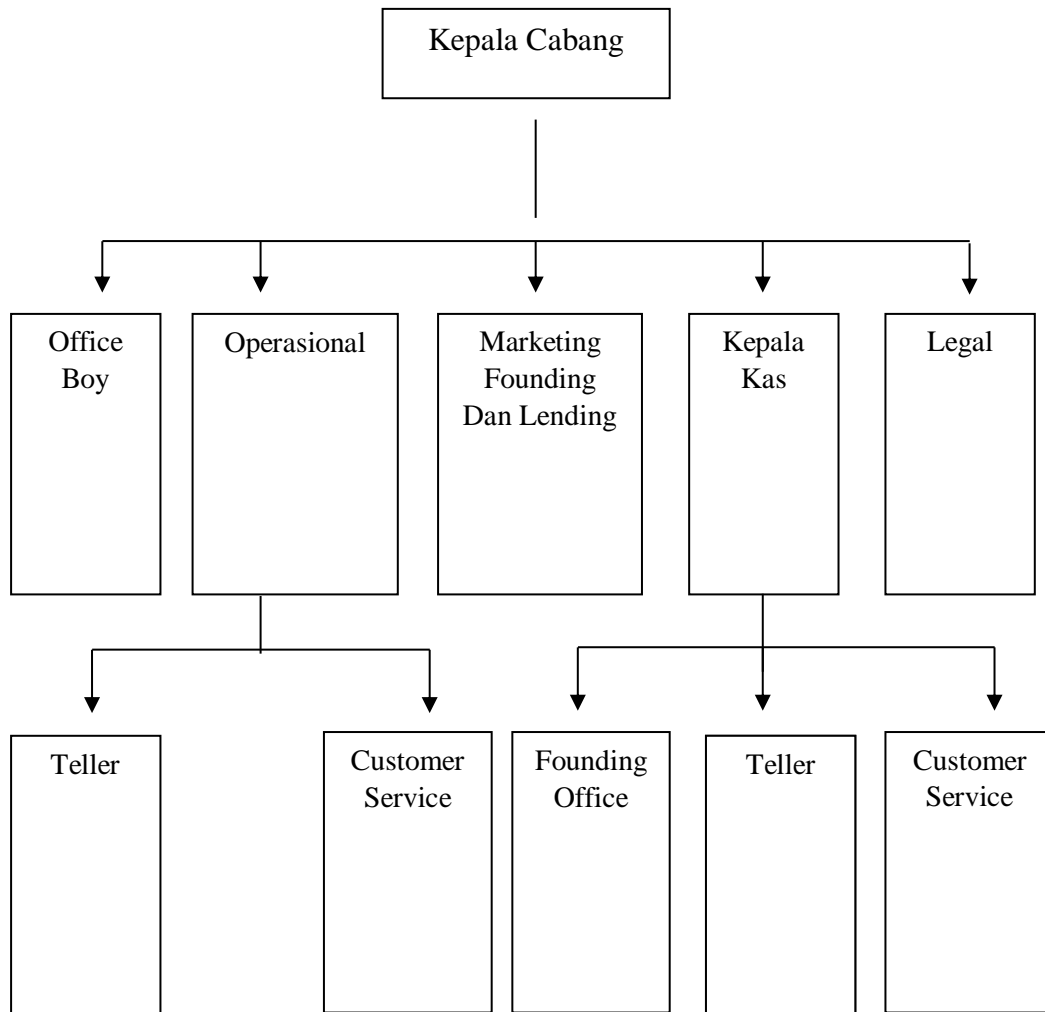 Kepala Cabang
Office
Boy
Operasional
Marketing
Founding
Dan Lending
Kepala
Kas
Legal
Teller
Customer
Service
Founding
Office
Teller
Customer
Service